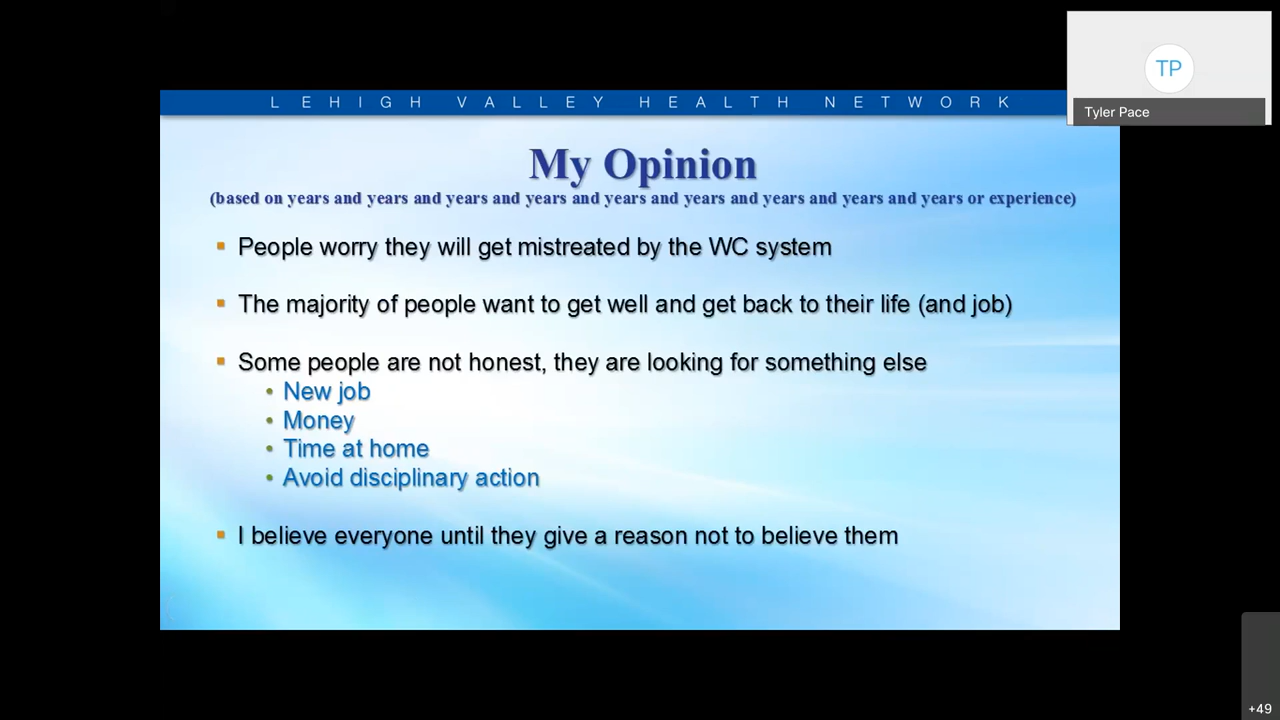 LEHIGH VALLEY HEALTH NETWORK
TP
Tyler Pace
My Opinion
(based on years and years and years and years and years and years and years and years and years or experience)
People worry they will get mistreated by the WC system
The majority of people want to get well and get back to their life (and job)
Some people are not honest, they are looking for something else
New job
Money
Time at home
Avoid disciplinary action
I believe everyone until they give a reason not to believe them
+49